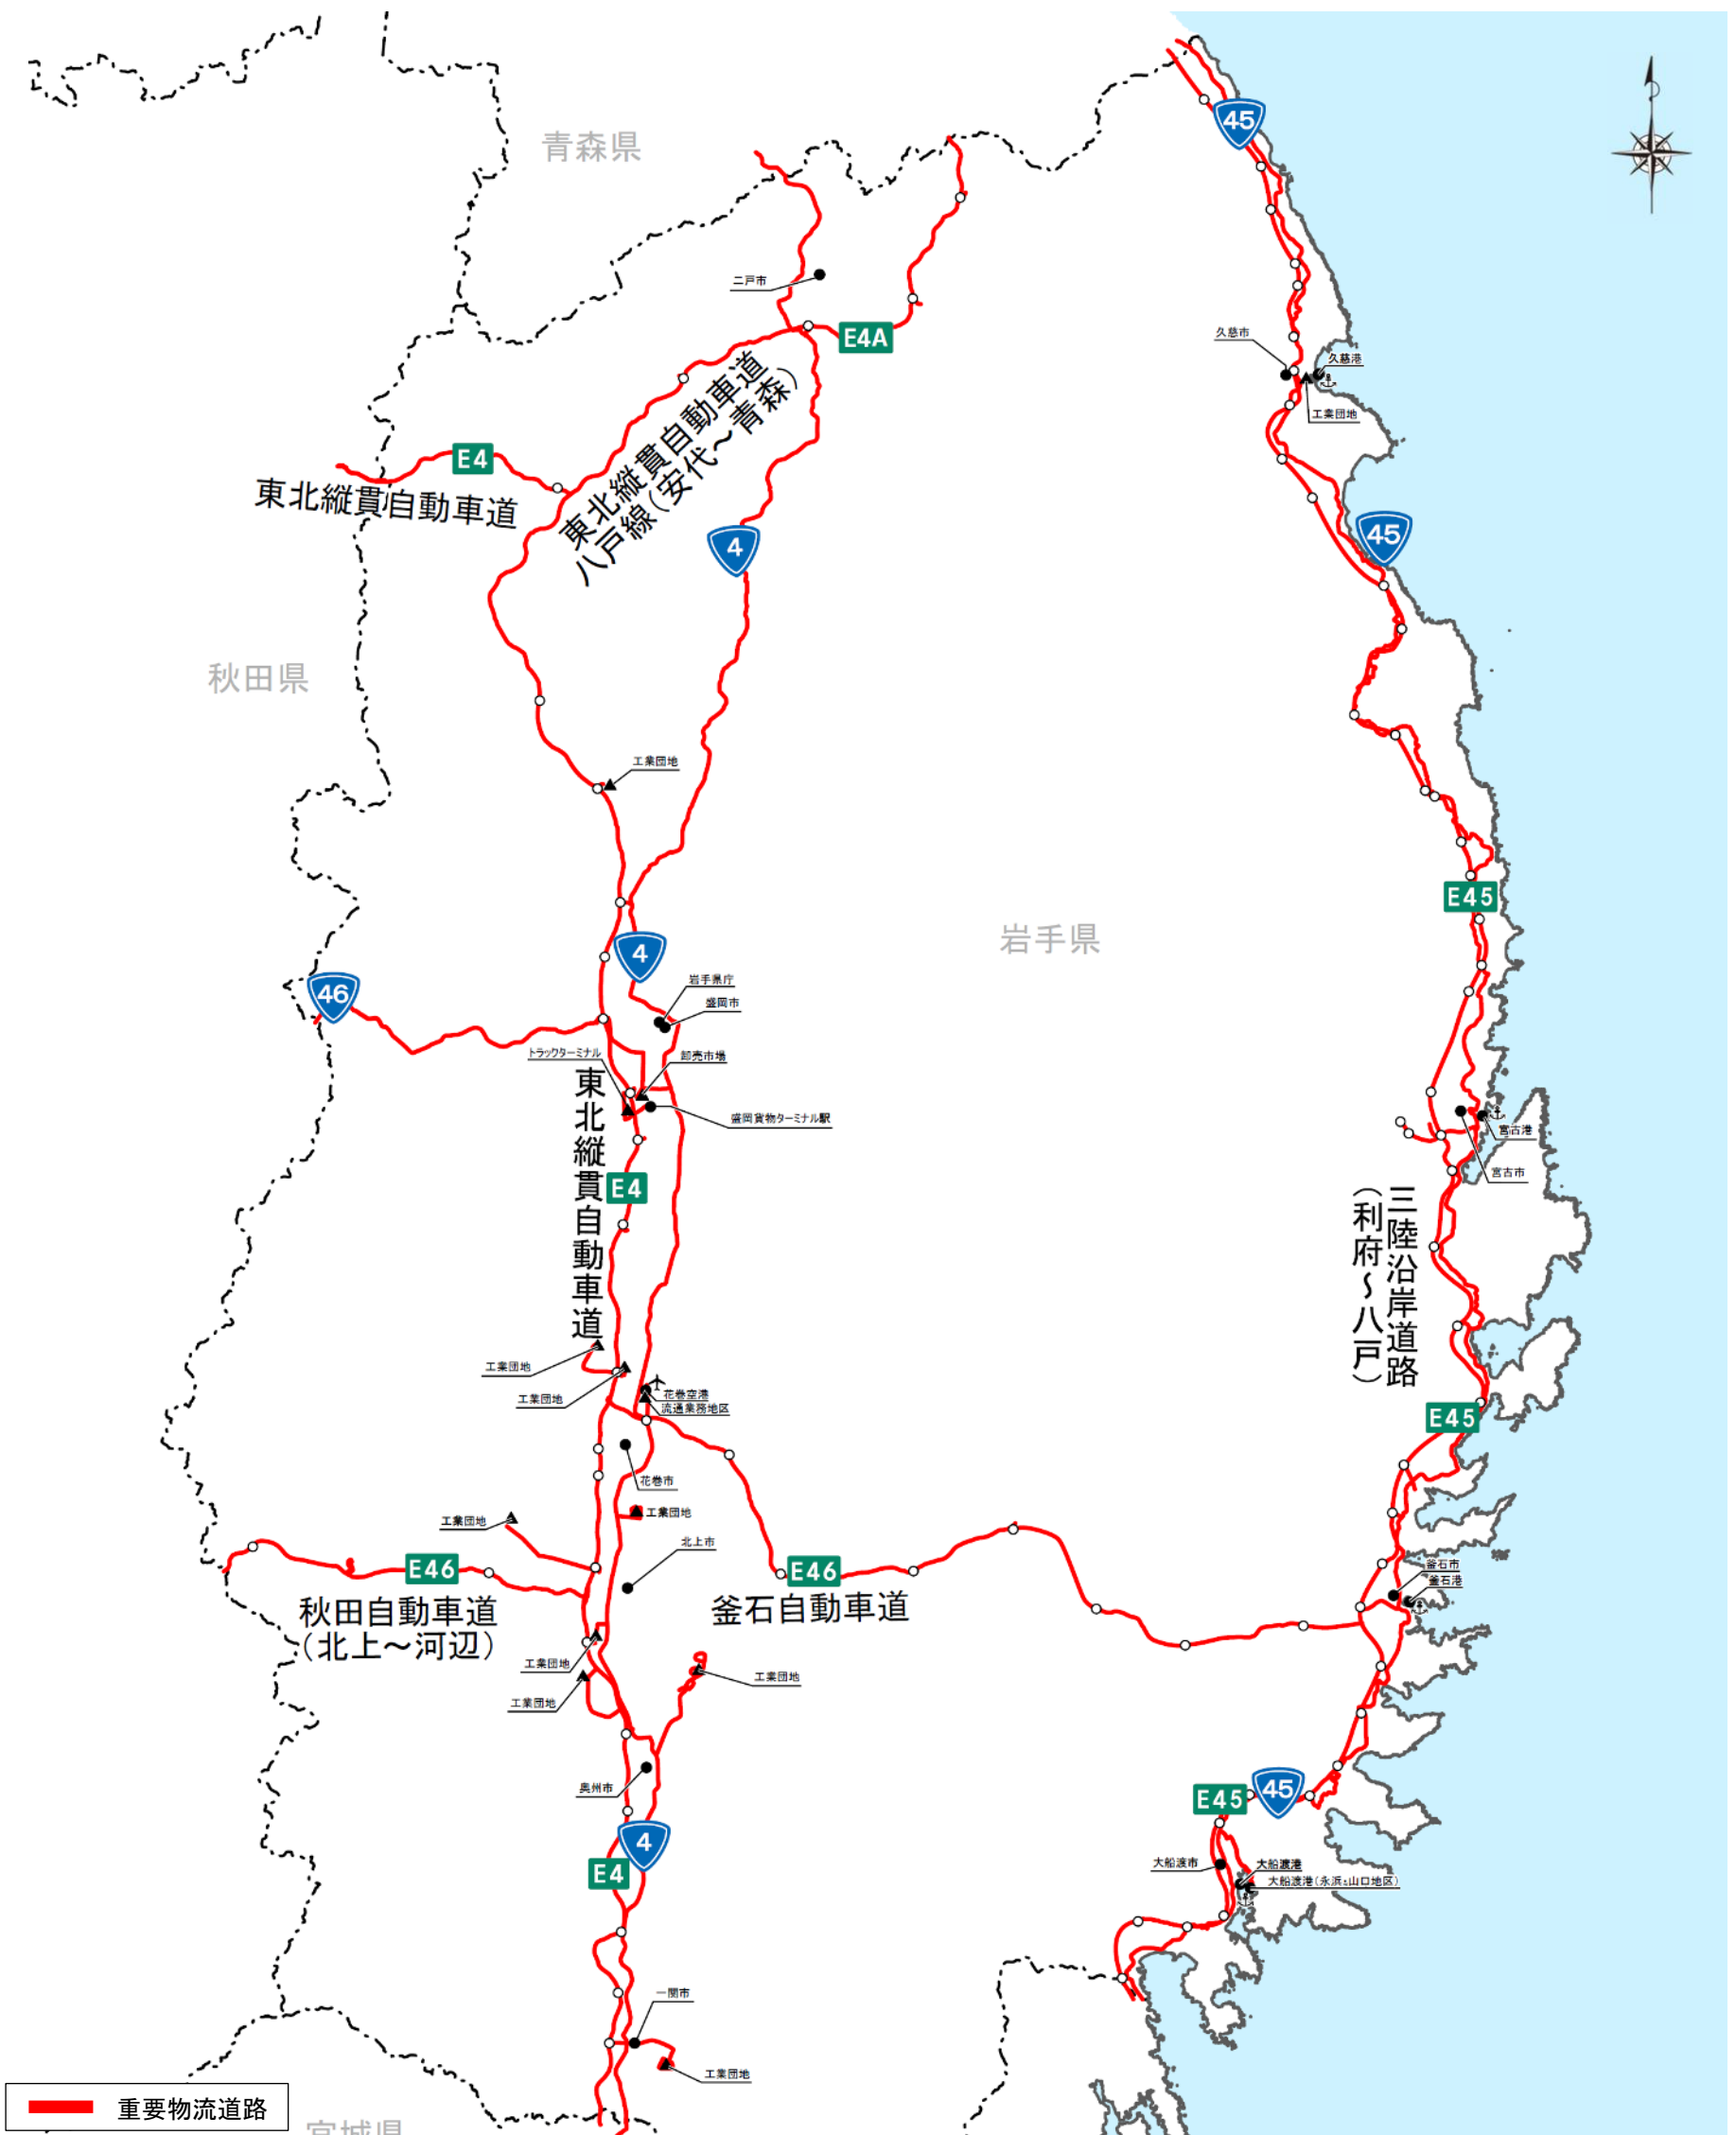 45
青森県
二戸市
E4A
久慈市
久慈港
工業団地
東北縦貫自動車道
八戸線(安代～青森)
E4
東北縦貫自動車道
4
45
秋田県
工業団地
E45
岩手県
4
岩手県庁
盛岡市
46
トラックターミナル
卸売市場
東北縦貫自動車道
盛岡貨物ターミナル駅
宮古港
宮古市
E4
三陸沿岸道路
(利府～八戸)
工業団地
工業団地
花巻空港
流通業務地区
E45
花巻市
工業団地
工業団地
北上市
E46
E46
釜石市
釜石港
秋田自動車道
(北上～河辺)
釜石自動車道
工業団地
工業団地
工業団地
奥州市
E45
45
4
E4
大船渡市
大船渡港
大船渡港(永浜・山口地区)
一関市
工業団地
重要物流道路
宮城県